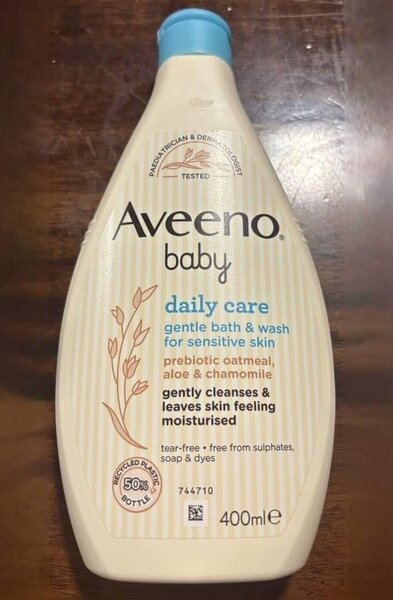 PAEDIATRICIAN & DERMATOLOGIST
TESTED
Aveeno®
baby
daily care
gentle bath & wash
for sensitive skin
prebiotic oatmeal,
aloe & chamomile
gently cleanses &
leaves skin feeling
moisturised
tear-free • free from sulphates,
soap & dyes
RECYCLED PLASTIC
50%
BOTTLE
744710
400ml℮